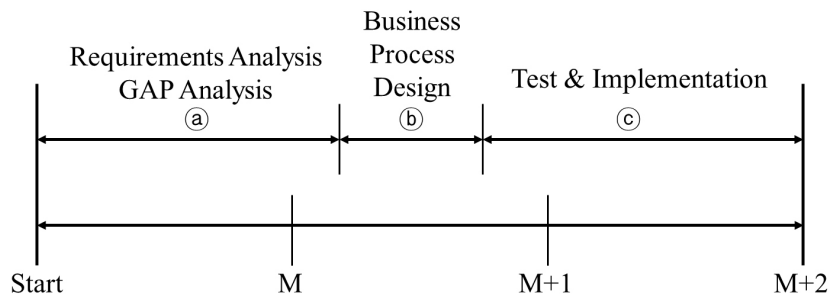 Requirements Analysis
GAP Analysis
ⓐ
Business
Process
Design
ⓑ
Test & Implementation
ⓒ
Start
M
M+1
M+2